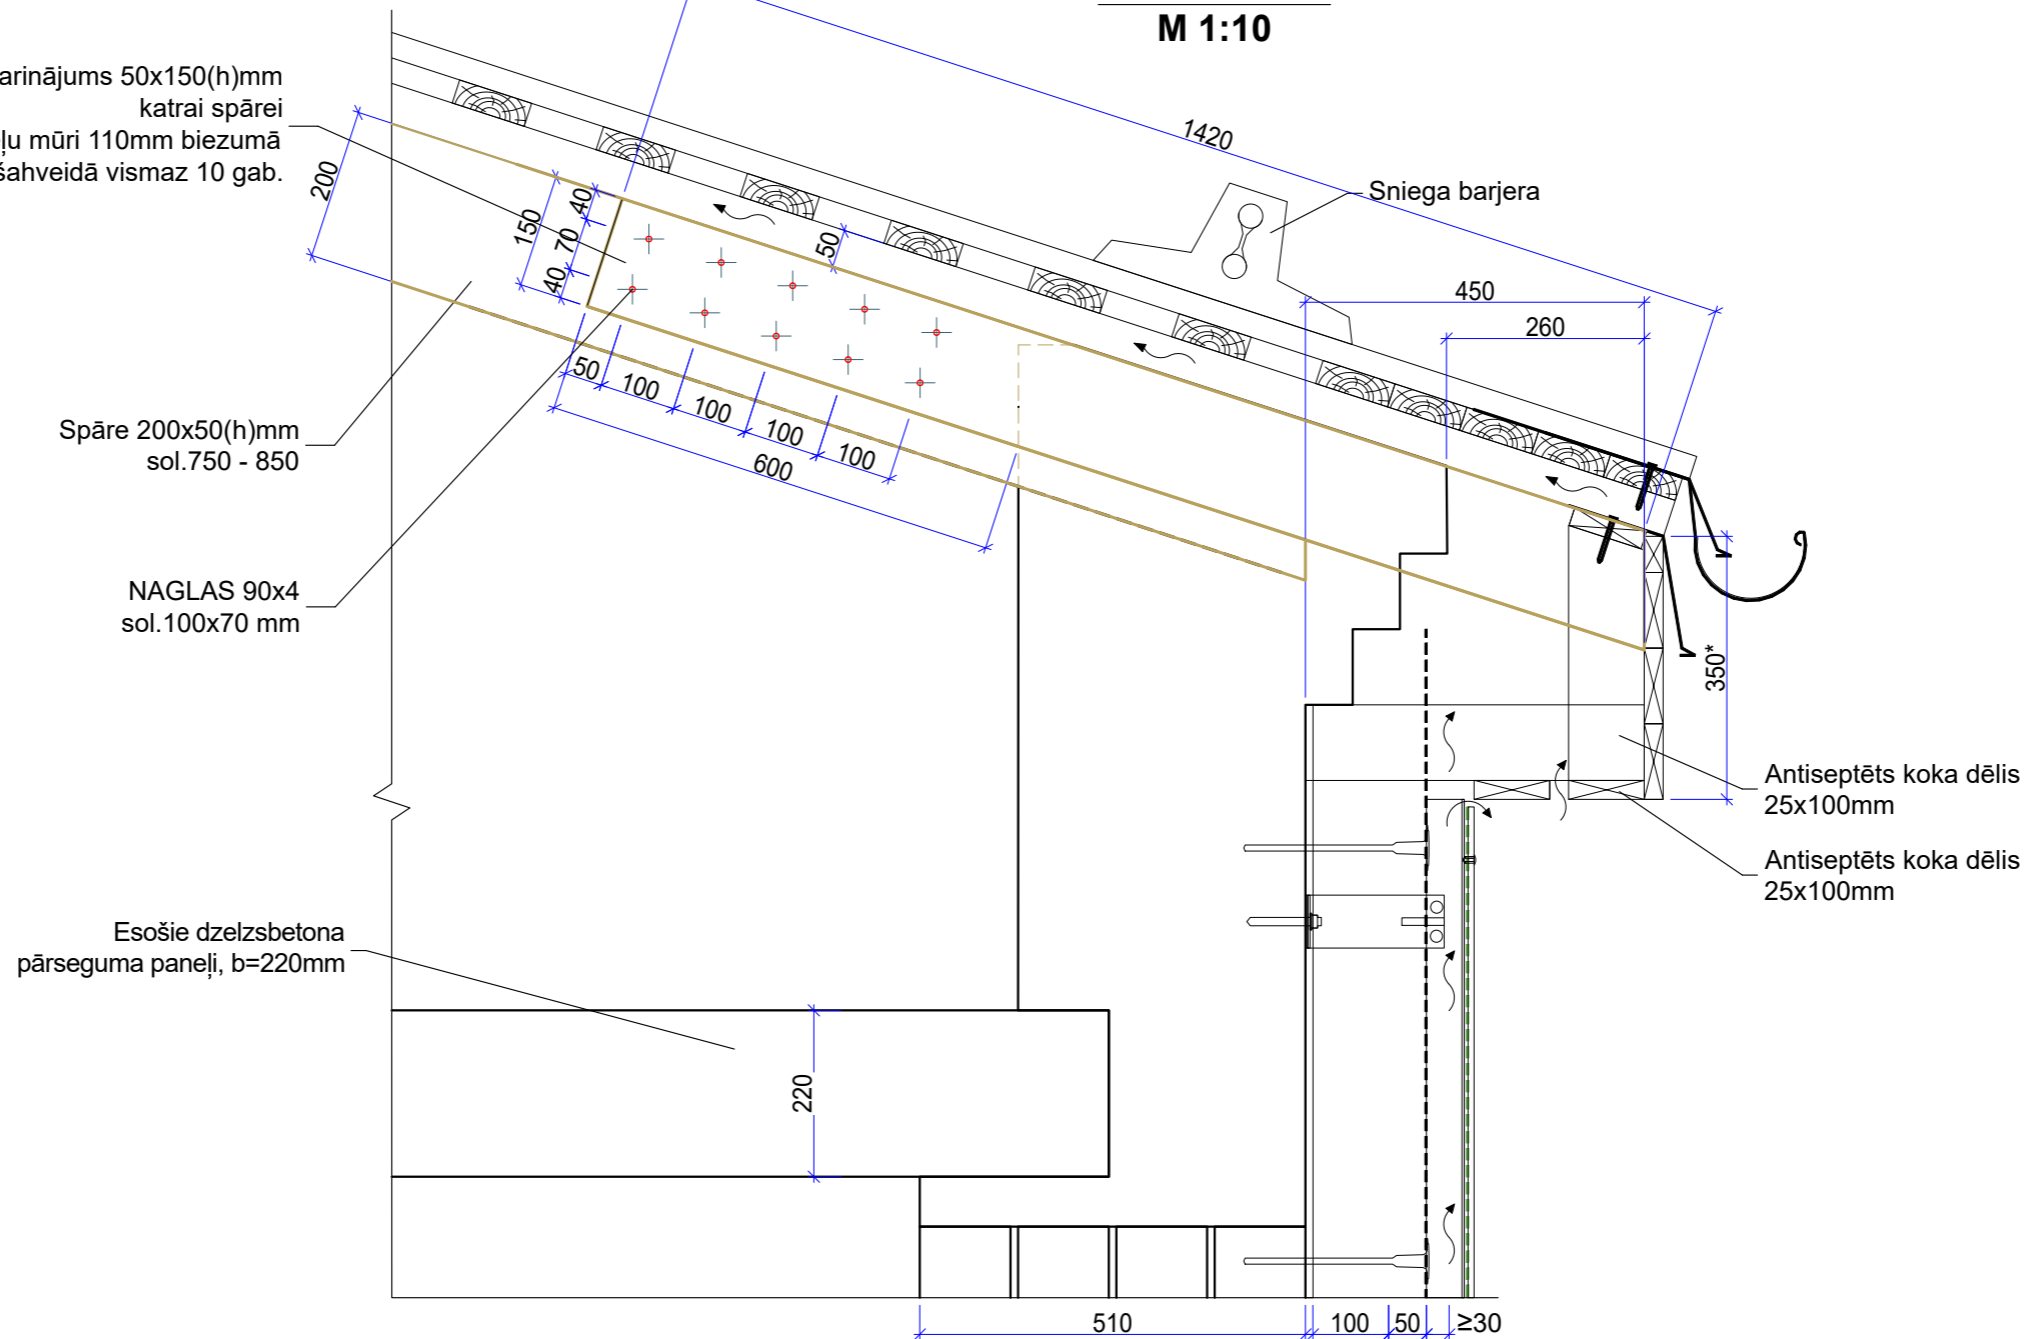 M 1:10
katrai spārei
mūri 110mm biezumā
vismaz 10 gab.
50x150(h)mm
1420
Sniega barjera
200
150
40
70
40
50
450
260
50
100
100
100
100
600
Spāre 200x50(h)mm
sol.750 - 850
NAGLAS 90x4
sol.100x70 mm
350*
Antiseptēts koka dēlis
25x100mm
Antiseptēts koka dēlis
25x100mm
Esošie dzelzsbetona
pārseguma paneļi, b=220mm
220
510
100
50
≥30